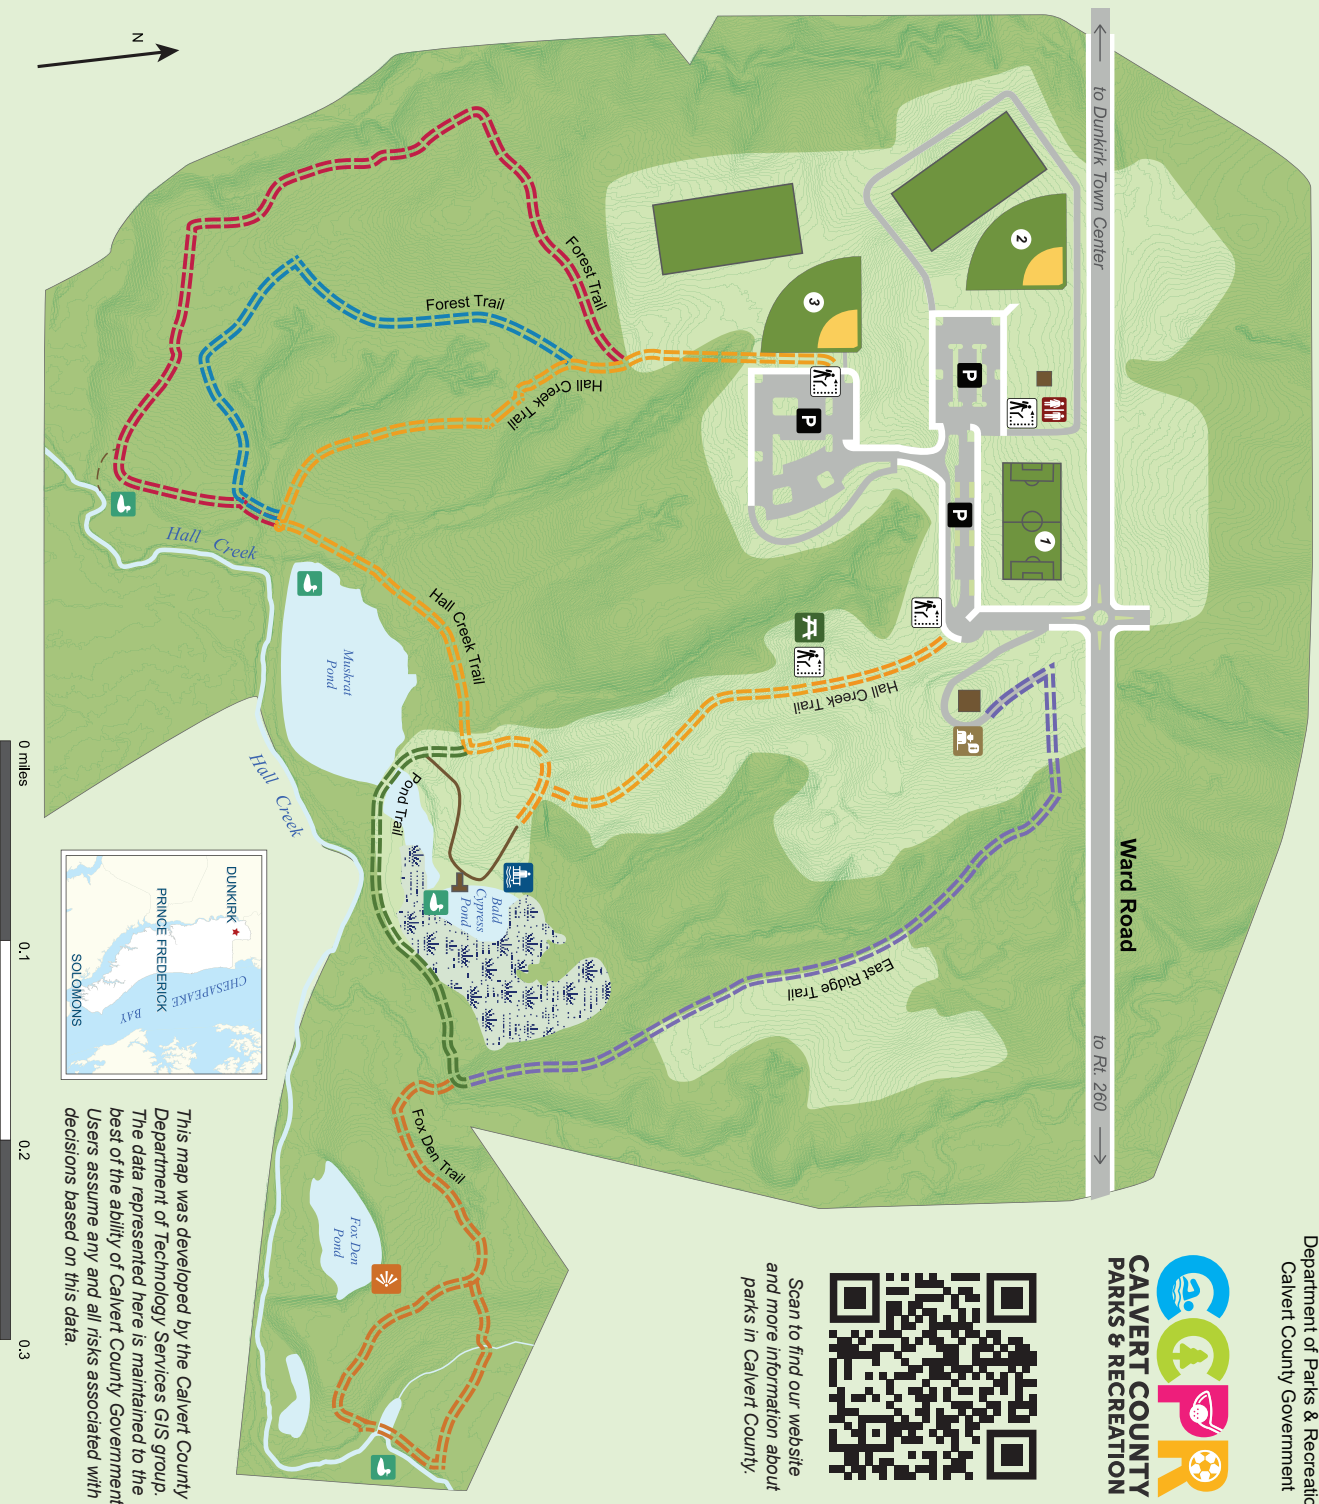 Department of Parks & Recreatio
Calvert County Government
CALVERT COUNTY
PARKS & RECREATION
Scan to find our website
and more information about
parks in Calvert County.
to Dunkirk Town Center
Ward Road
to Rt. 260
N
2
3
1
P
P
P
i
Forest Trail
Forest Trail
Hall Creek
Trail
Hall Creek Trail
Hall Creek Trail
East Ridge Trail
Pond Trail
Fox Den Trail
Hall Creek
Hall Creek
Muskrat
Pond
Bald
Cypress
Pond
Fox Den
Pond
DUNKIRK
PRINCE FREDERICK
SOLOMONS
CHESAPEAKE
BAY
0 miles
0.1
0.2
0.3
This map was developed by the Calvert County
Department of Technology Services GIS group.
The data represented here is maintained to the
best of the ability of Calvert County Government
Users assume any and all risks associated with
decisions based on this data.